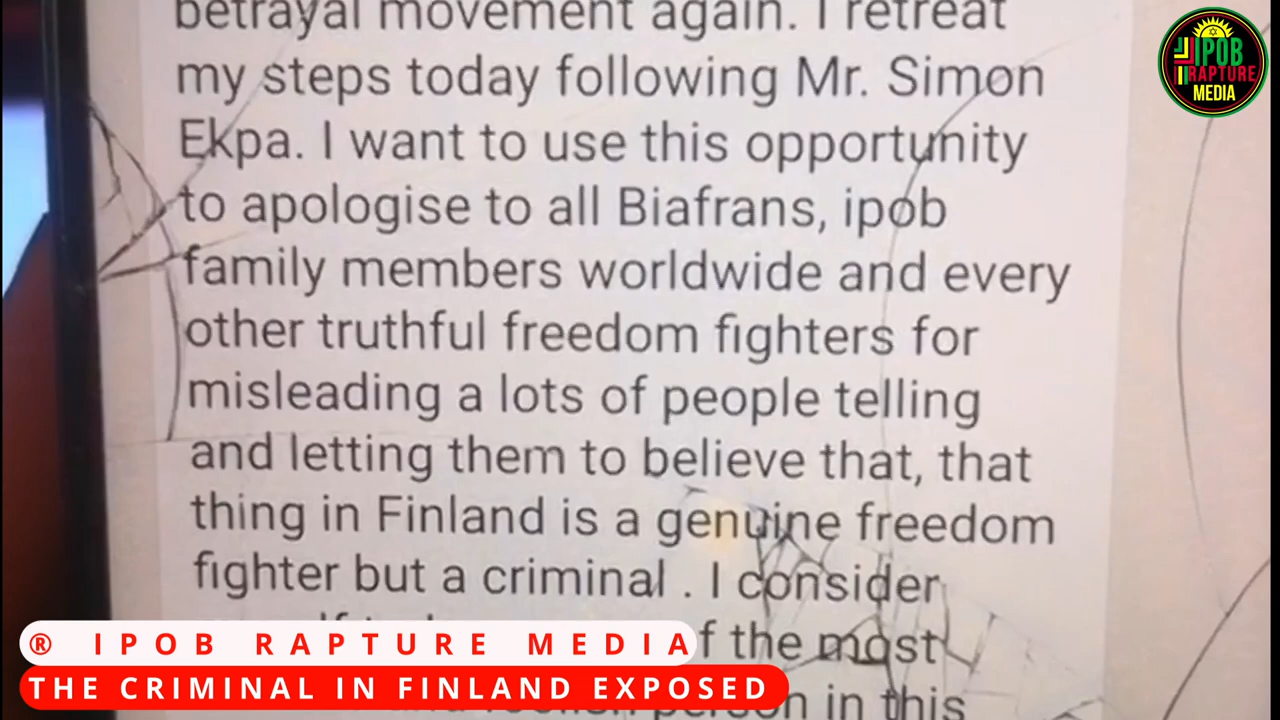 betrayal movement again. I retreat
my steps today following Mr. Simon
Ekpa. I want to use this opportunity
to apologise to all Biafrans, ipob
family members worldwide and every
other truthful freedom fighters for
misleading a lots of people telling
and letting them to believe that, that
thing in Finland is a genuine freedom
fighter but a criminal . I consider
f the most
person in this
IPOB
RAPTURE
MEDIA
® IPOB RAPTURE MEDIA
THE CRIMINAL IN FINLAND EXPOSED